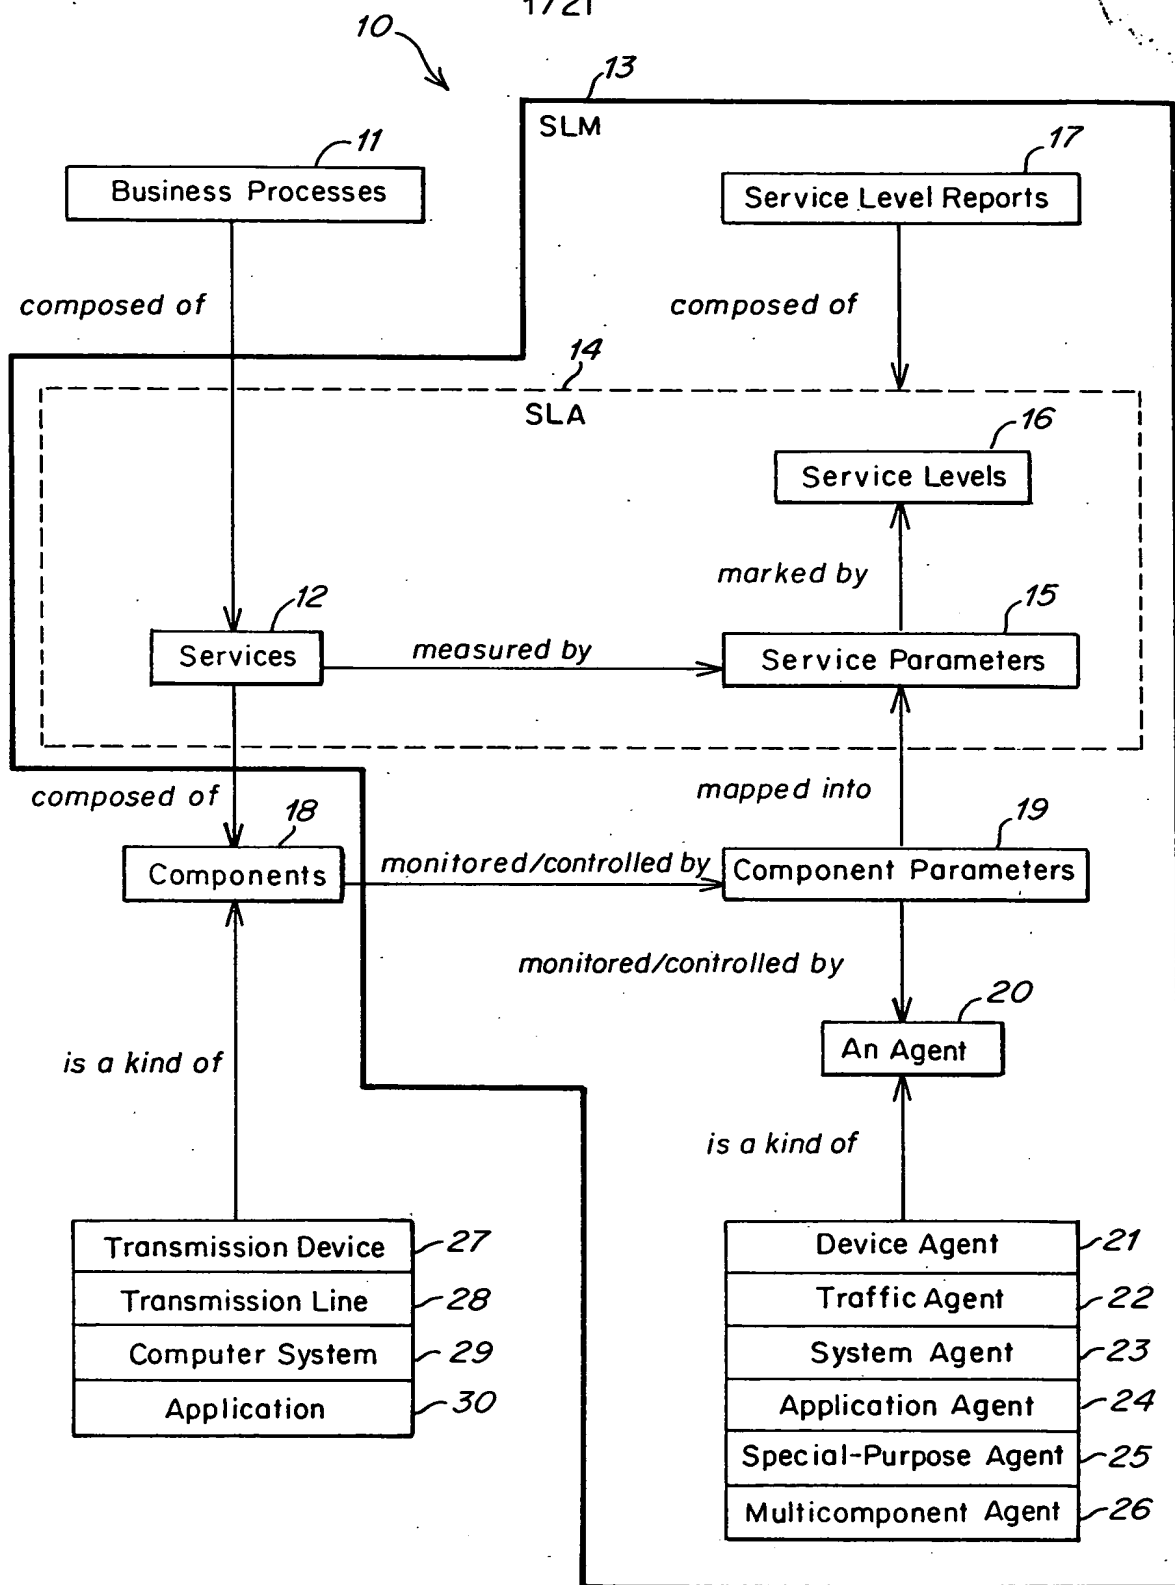 1/21
10
13
SLM
11
Business Processes
17
Service Level Reports
composed of
composed of
14
SLA
16
Service Levels
marked by
12
Services
measured by
15
Service Parameters
composed of
mapped into
18
Components
monitored/controlled by
19
Component Parameters
monitored/controlled by
20
An Agent
is a kind of
is a kind of
Transmission Device 27
Transmission Line 28
Computer System 29
Application 30
Device Agent 21
Traffic Agent 22
System Agent 23
Application Agent 24
Special-Purpose Agent 25
Multicomponent Agent 26